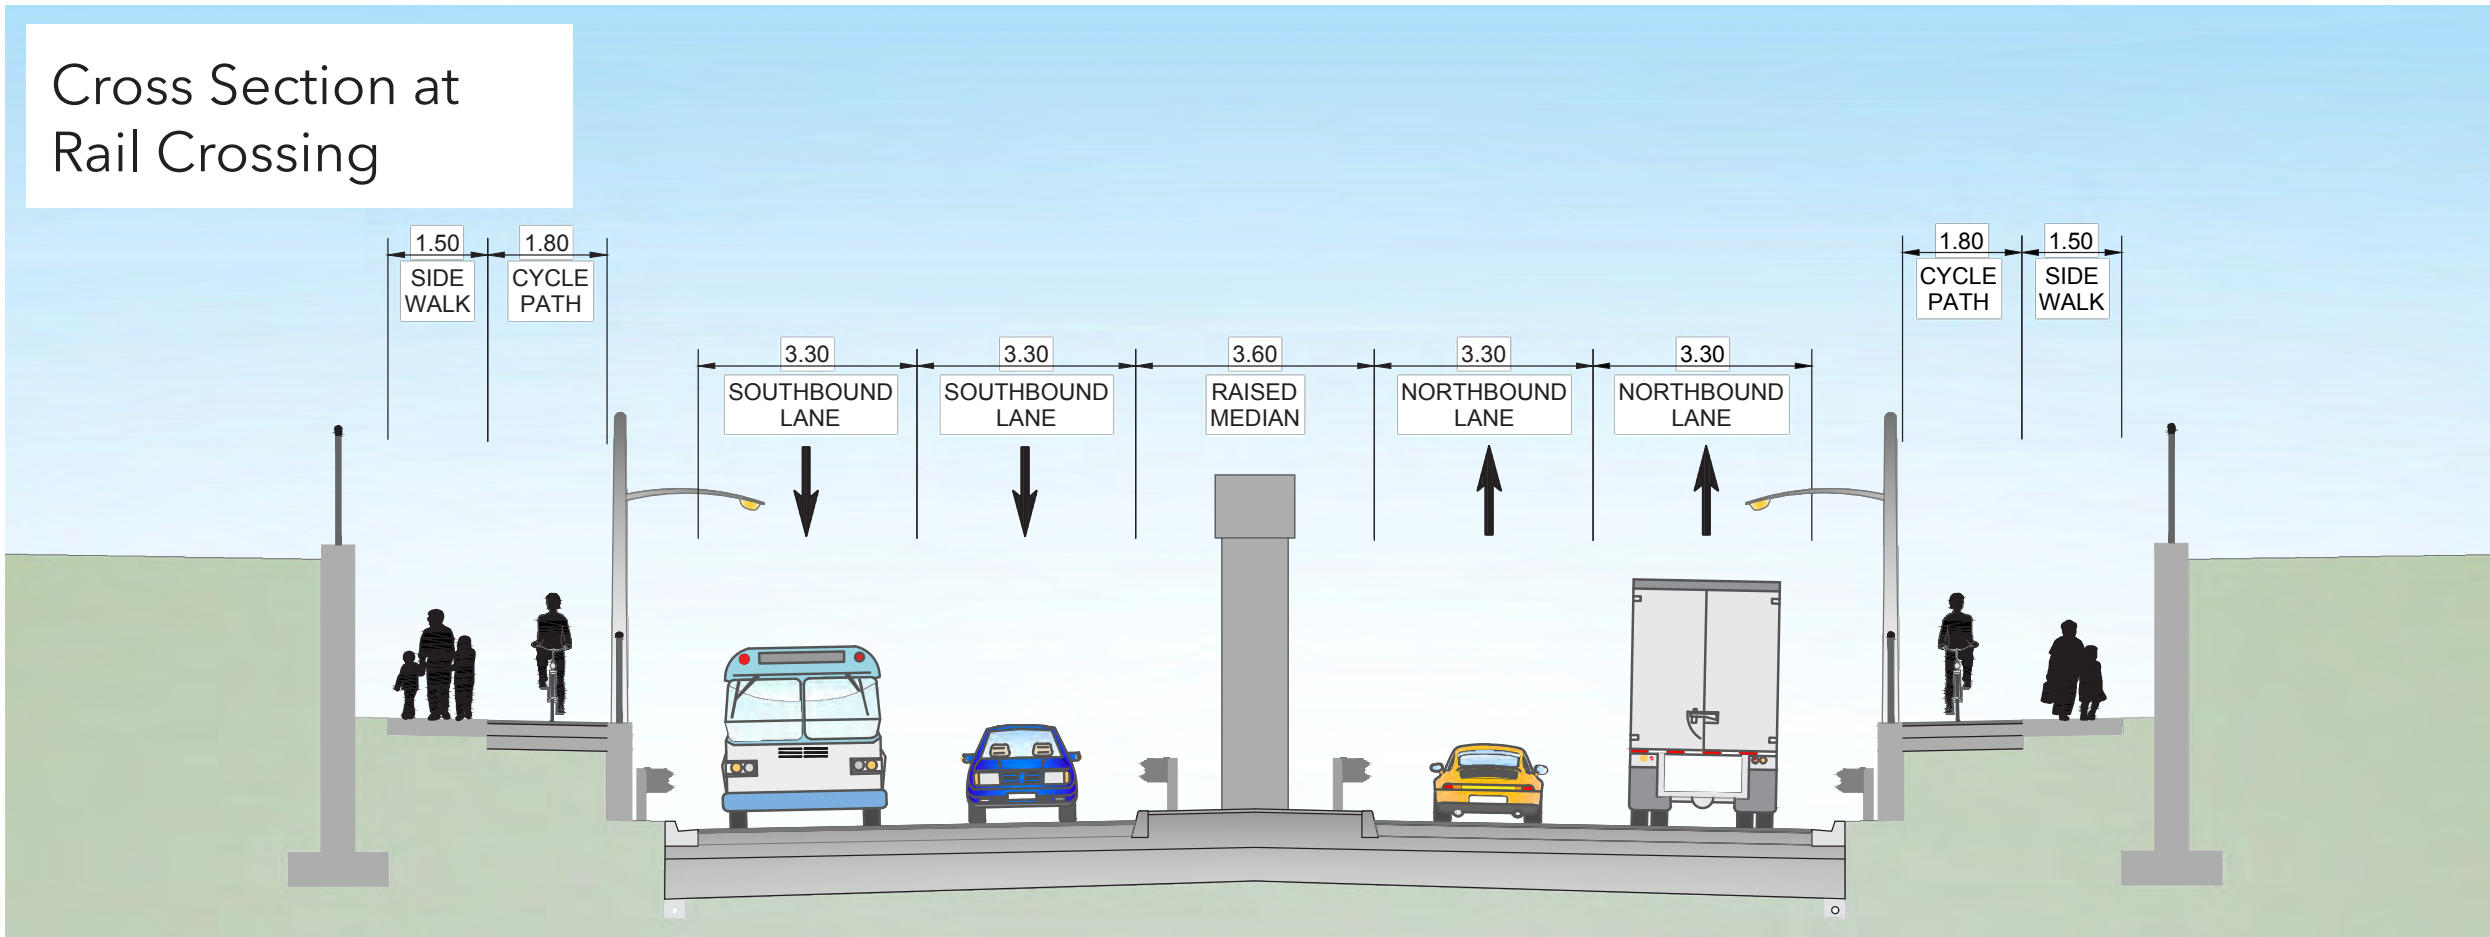 Cross Section at
Rail Crossing
1.50
SIDE
WALK
1.80
CYCLE
PATH
3.30
SOUTHBOUND
LANE
3.30
SOUTHBOUND
LANE
3.60
RAISED
MEDIAN
3.30
NORTHBOUND
LANE
3.30
NORTHBOUND
LANE
1.80
CYCLE
PATH
1.50
SIDE
WALK